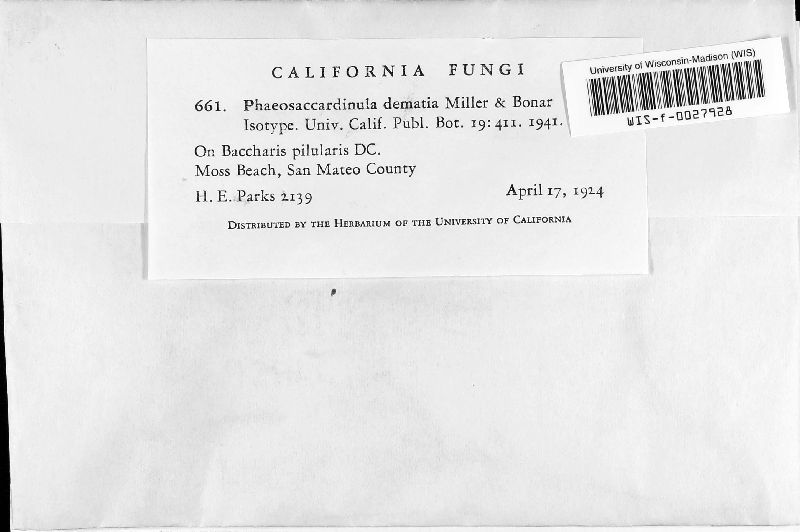 CALIFORNIA FUNGI
661. Phaeosaccardinula dematia Miller & Bonar
Isotype. Univ. Calif. Publ. Bot. 19: 411. 1941.
On Baccharis pilularis DC.
Moss Beach, San Mateo County
H. E. Parks 2139 April 17, 1924
DISTRIBUTED BY THE HERBARIUM OF THE UNIVERSITY OF CALIFORNIA
University of Wisconsin-Madison (WIS)
WIS-f-0027928